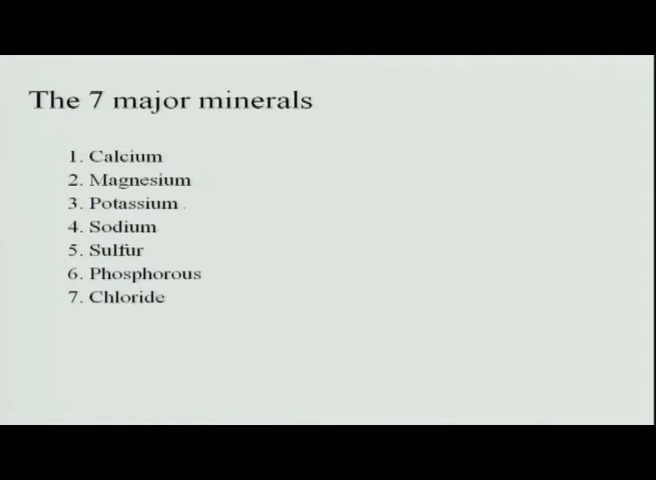 The 7 major minerals
1. Calcium
2. Magnesium
3. Potassium
4. Sodium
5. Sulfur
6. Phosphorous
7. Chloride